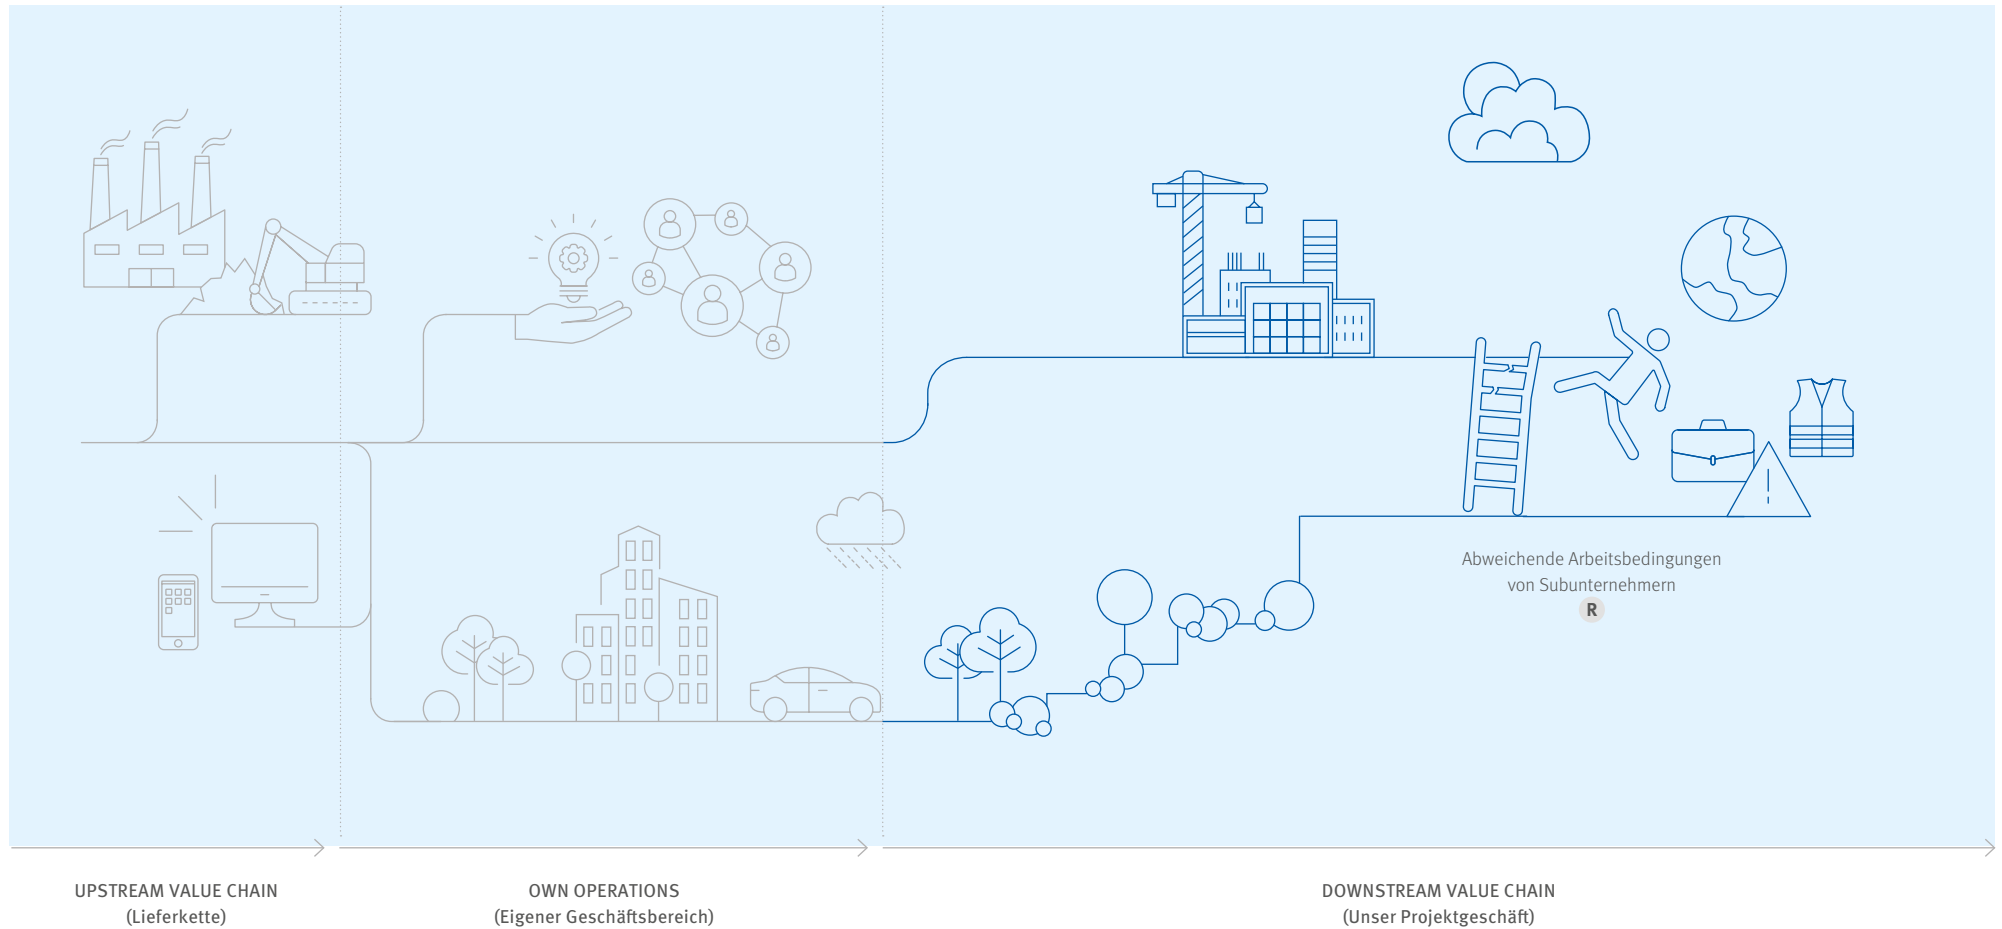 Abweichende Arbeitsbedingungen
von Subunternehmern
R
UPSTREAM VALUE CHAIN
(Lieferkette)
OWN OPERATIONS
(Eigener Geschäftsbereich)
DOWNSTREAM VALUE CHAIN
(Unser Projektgeschäft)